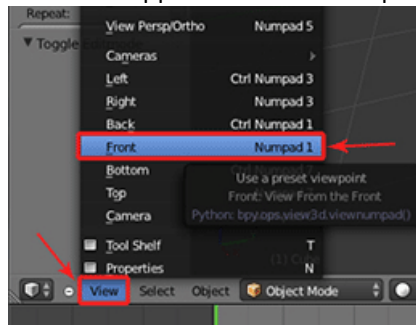 Repeat:
View Persp/Ortho Numpad 5
Toggle
Cameras
Left Ctrl Numpad 3
Right Numpad 3
Back Ctrl Numpad 1
Front Numpad 1
Bottom
Use a preset viewpoint
Top
Front: View From the Front
Camera
Python: bpy.ops.view3d.viewnumpad()
Tool Shelf T
Properties N
(1) Cube
View Select Object Object Mode